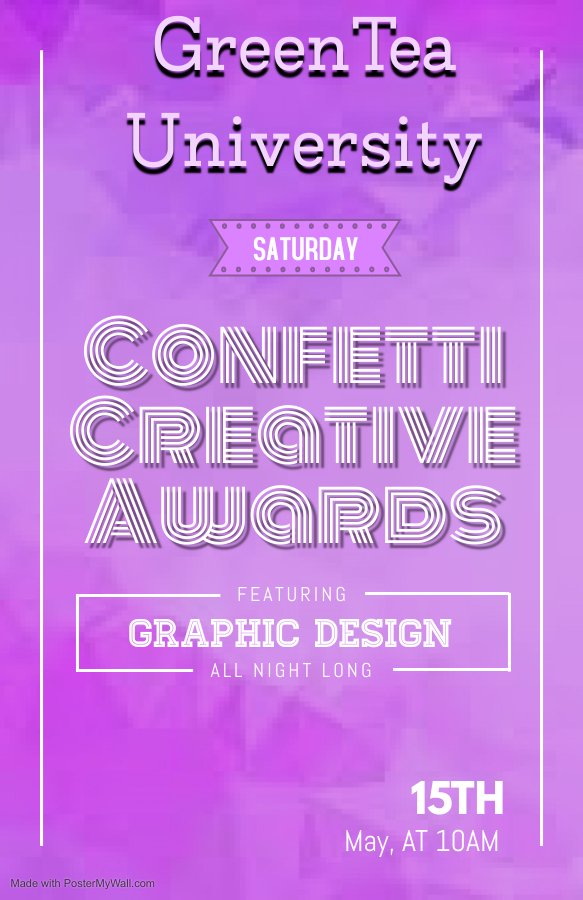 GreenTea
University
SATURDAY
Confetti
Creative
Awards
FEATURING
GRAPHIC DESIGN
ALL NIGHT LONG
15TH
May, AT 10AM
Made with PosterMyWall.com